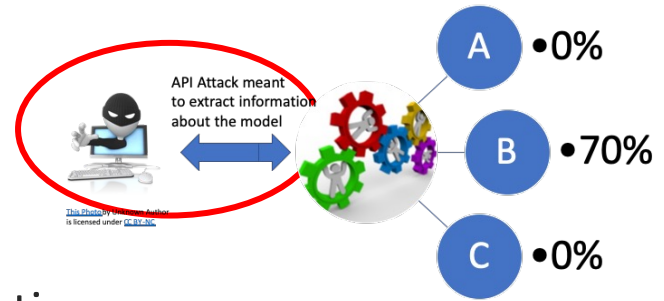 A
•0%
API Attack meant
to extract information
about the model
B
•70%
This Photo by Unknown Author
is licensed under CC BY-NC
C
•0%